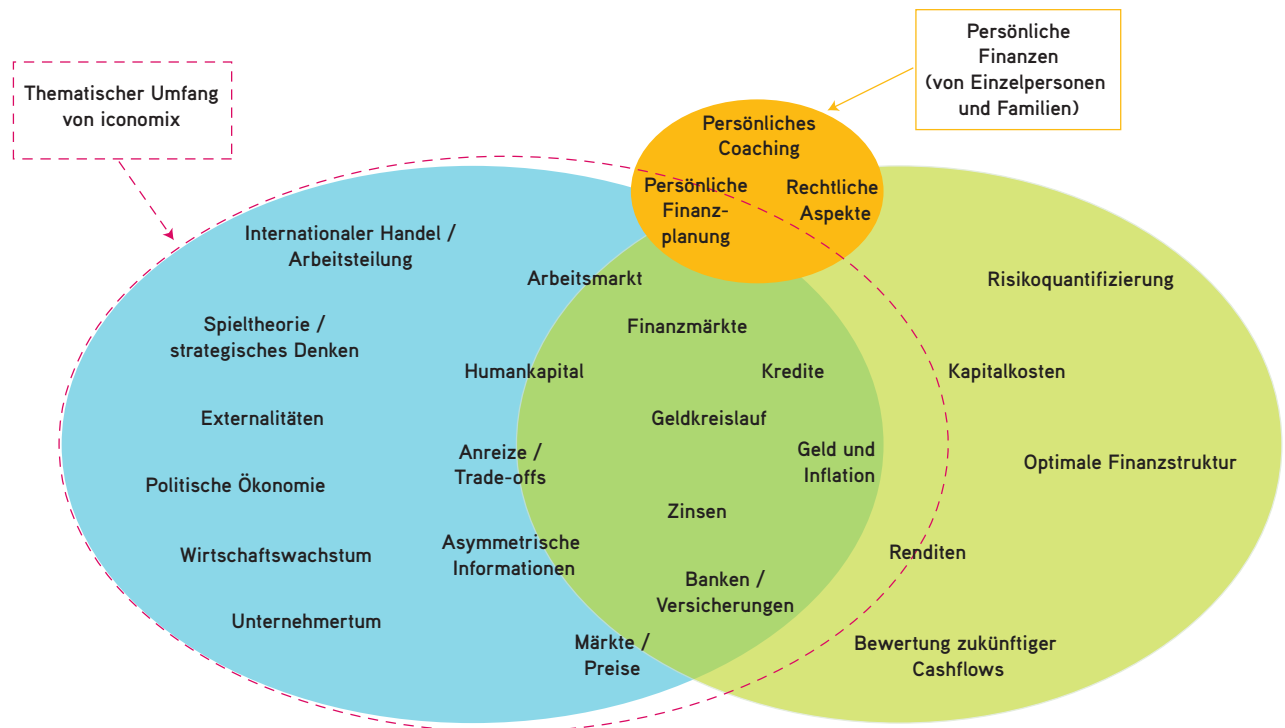 Thematischer Umfang
von iconomix
Persönliche
Finanzen
(von Einzelpersonen
und Familien)
Persönliches
Coaching
Persönliche
Finanz-
planung
Rechtliche
Aspekte
Internationaler Handel /
Arbeitsteilung
Arbeitsmarkt
Risikoquantifizierung
Spieltheorie /
strategisches Denken
Finanzmärkte
Humankapital
Kredite
Kapitalkosten
Externalitäten
Geldkreislauf
Anreize /
Trade-offs
Geld und
Inflation
Optimale Finanzstruktur
Politische Ökonomie
Zinsen
Wirtschaftswachstum
Asymmetrische
Informationen
Renditen
Banken /
Versicherungen
Unternehmertum
Märkte /
Preise
Bewertung zukünftiger
Cashflows